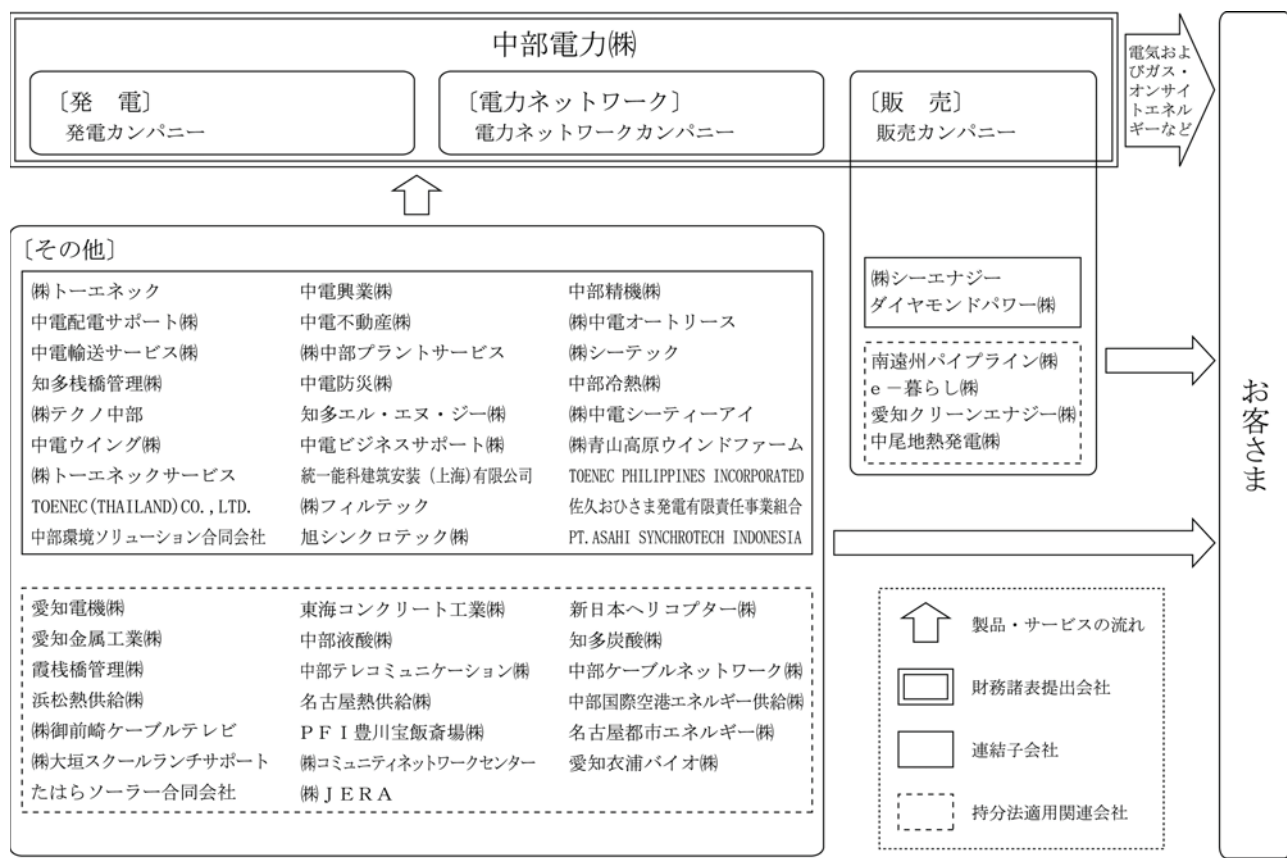 中部電力㈱
〔発　電〕
発電カンパニー
〔電力ネットワーク〕
電力ネットワークカンパニー
〔販　売〕
販売カンパニー
電気およ
びガス・
オンサイ
トエネル
ギーなど
お客さま
〔その他〕
㈱トーエネック　中電興業㈱　中部精機㈱
中電配電サポート㈱　中電不動産㈱　㈱中電オートリース
中電輸送サービス㈱　㈱中部プラントサービス　㈱シーテック
知多桟橋管理㈱　中電防災㈱　中部冷熱㈱
㈱テクノ中部　知多エル・エヌ・ジー㈱　㈱中電シーティーアイ
中電ウイング㈱　中電ビジネスサポート㈱　㈱青山高原ウインドファーム
㈱トーエネックサービス　統一能科建筑安装（上海)有限公司　TOENEC PHILIPPINES INCORPORATED
TOENEC(THAILAND)CO.,LTD.　㈱フィルテック　佐久おひさま発電有限責任事業組合
中部環境ソリューション合同会社　旭シンクロテック㈱　PT.ASAHI SYNCHROTECH INDONESIA
愛知電機㈱　東海コンクリート工業㈱　新日本ヘリコプター㈱
愛知金属工業㈱　中部液酸㈱　知多炭酸㈱
霞桟橋管理㈱　中部テレコミュニケーション㈱　中部ケーブルネットワーク㈱
浜松熱供給㈱　名古屋熱供給㈱　中部国際空港エネルギー供給㈱
㈱御前崎ケーブルテレビ　ＰＦＩ豊川宝飯斎場㈱　名古屋都市エネルギー㈱
㈱大垣スクールランチサポート　㈱コミュニティネットワークセンター　愛知衣浦バイオ㈱
たはらソーラー合同会社　㈱ＪＥＲＡ
㈱シーエナジー
ダイヤモンドパワー㈱
南遠州パイプライン㈱
ｅ－暮らし㈱
愛知クリーンエナジー㈱
中尾地熱発電㈱
製品・サービスの流れ
財務諸表提出会社
連結子会社
持分法適用関連会社